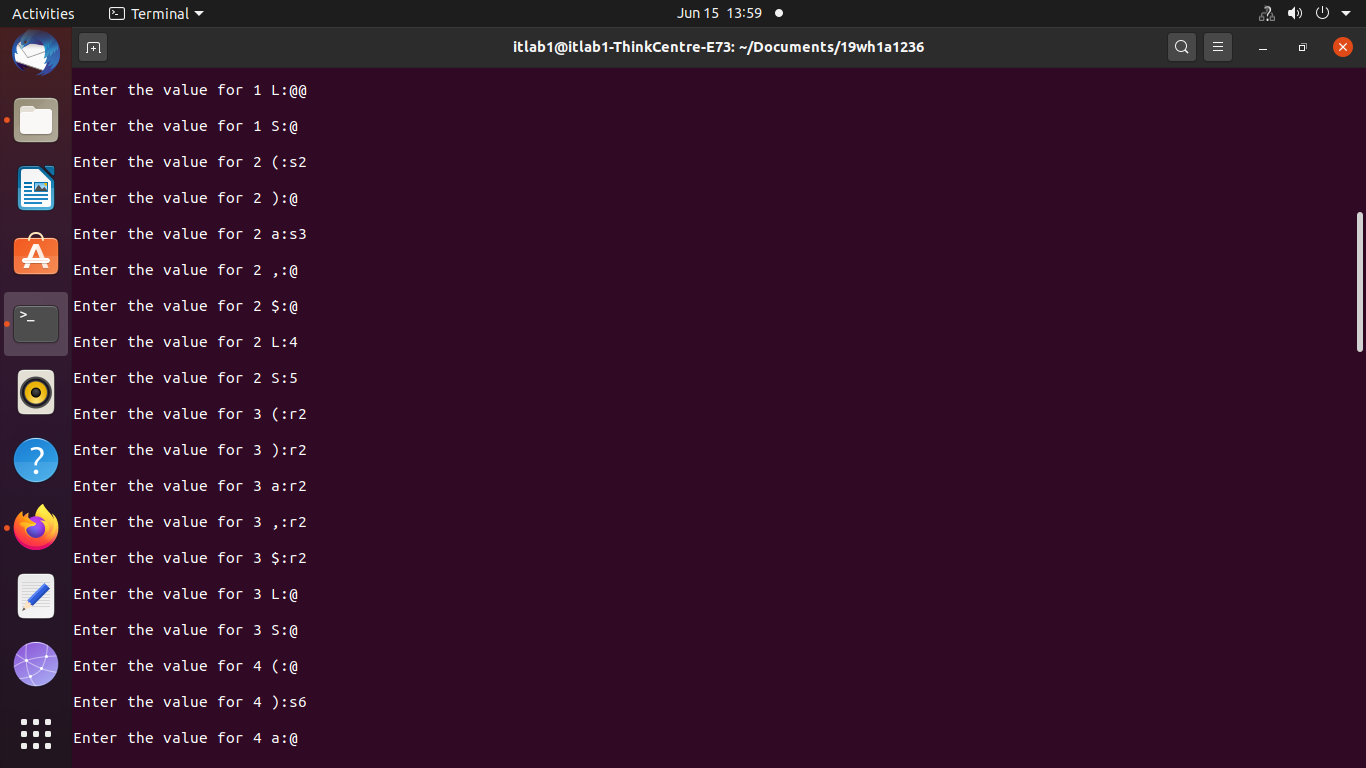 Activities Terminal Jun 15 13:59
itlab1@itlab1-ThinkCentre-E73: ~/Documents/19wh1a1236
Enter the value for 1 L:@@
Enter the value for 1 S:@
Enter the value for 2 (:s2
Enter the value for 2 ):@
Enter the value for 2 a:s3
Enter the value for 2 ,:@
Enter the value for 2 $:@
Enter the value for 2 L:4
Enter the value for 2 S:5
Enter the value for 3 (:r2
Enter the value for 3 ):r2
Enter the value for 3 a:r2
Enter the value for 3 ,:r2
Enter the value for 3 $:r2
Enter the value for 3 L:@
Enter the value for 3 S:@
Enter the value for 4 (:@
Enter the value for 4 ):s6
Enter the value for 4 a:@